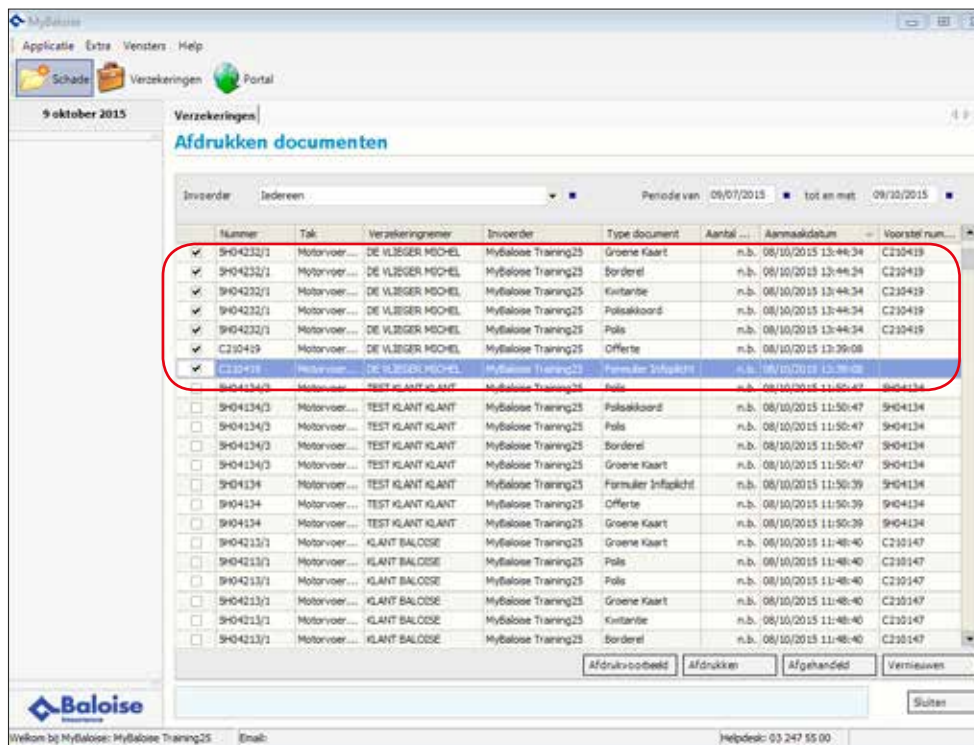 MyBaloise
Applicatie Extra Vensters Help
Schade Verzekeringen Portal
9 oktober 2015 Verzekeringen
Afdrukken documenten
Invoerder Iedereen Periode van 09/07/2015 tot en met 09/10/2015
Nummer Tak Verzekeringnemer Invoerder Type document Aantal ... Aanmaakdatum Voorstel num...
SH04232/1 Motorvoer... DE VLIEGER MICHEL MyBaloise Training25 Groene Kaart n.b. 08/10/2015 13:44:34 C210419
SH04232/1 Motorvoer... DE VLIEGER MICHEL MyBaloise Training25 Borderel n.b. 08/10/2015 13:44:34 C210419
SH04232/1 Motorvoer... DE VLIEGER MICHEL MyBaloise Training25 Kwitantie n.b. 08/10/2015 13:44:34 C210419
SH04232/1 Motorvoer... DE VLIEGER MICHEL MyBaloise Training25 Polisakkoord n.b. 08/10/2015 13:44:34 C210419
SH04232/1 Motorvoer... DE VLIEGER MICHEL MyBaloise Training25 Polis n.b. 08/10/2015 13:44:34 C210419
C210419 Motorvoer... DE VLIEGER MICHEL MyBaloise Training25 Offerte n.b. 08/10/2015 13:39:08
C210419 Motorvoer... DE VLIEGER MICHEL MyBaloise Training25 Formulier Infoplicht n.b. 08/10/2015 13:39:08
SH04134/3 Motorvoer... TEST KLANT KLANT MyBaloise Training25 Polis n.b. 08/10/2015 11:50:47 SH04134
SH04134/3 Motorvoer... TEST KLANT KLANT MyBaloise Training25 Polisakkoord n.b. 08/10/2015 11:50:47 SH04134
SH04134/3 Motorvoer... TEST KLANT KLANT MyBaloise Training25 Polis n.b. 08/10/2015 11:50:47 SH04134
SH04134/3 Motorvoer... TEST KLANT KLANT MyBaloise Training25 Borderel n.b. 08/10/2015 11:50:47 SH04134
SH04134/3 Motorvoer... TEST KLANT KLANT MyBaloise Training25 Groene Kaart n.b. 08/10/2015 11:50:47 SH04134
SH04134 Motorvoer... TEST KLANT KLANT MyBaloise Training25 Formulier Infoplicht n.b. 08/10/2015 11:50:39 SH04134
SH04134 Motorvoer... TEST KLANT KLANT MyBaloise Training25 Offerte n.b. 08/10/2015 11:50:39 SH04134
SH04134 Motorvoer... TEST KLANT KLANT MyBaloise Training25 Groene Kaart n.b. 08/10/2015 11:50:39 SH04134
SH04213/1 Motorvoer... KLANT BALOISE MyBaloise Training25 Groene Kaart n.b. 08/10/2015 11:48:40 C210147
SH04213/1 Motorvoer... KLANT BALOISE MyBaloise Training25 Polis n.b. 08/10/2015 11:48:40 C210147
SH04213/1 Motorvoer... KLANT BALOISE MyBaloise Training25 Polis n.b. 08/10/2015 11:48:40 C210147
SH04213/1 Motorvoer... KLANT BALOISE MyBaloise Training25 Groene Kaart n.b. 08/10/2015 11:48:40 C210147
SH04213/1 Motorvoer... KLANT BALOISE MyBaloise Training25 Kwitantie n.b. 08/10/2015 11:48:40 C210147
SH04213/1 Motorvoer... KLANT BALOISE MyBaloise Training25 Borderel n.b. 08/10/2015 11:48:40 C210147
Afdrukvoorbeeld Afdrukken Afgehandeld Vernieuwen
Baloise
Insurance
Sluiten
Welkom bij MyBaloise: MyBaloise Training25 Email: Helpdesk: 03 247 55 00